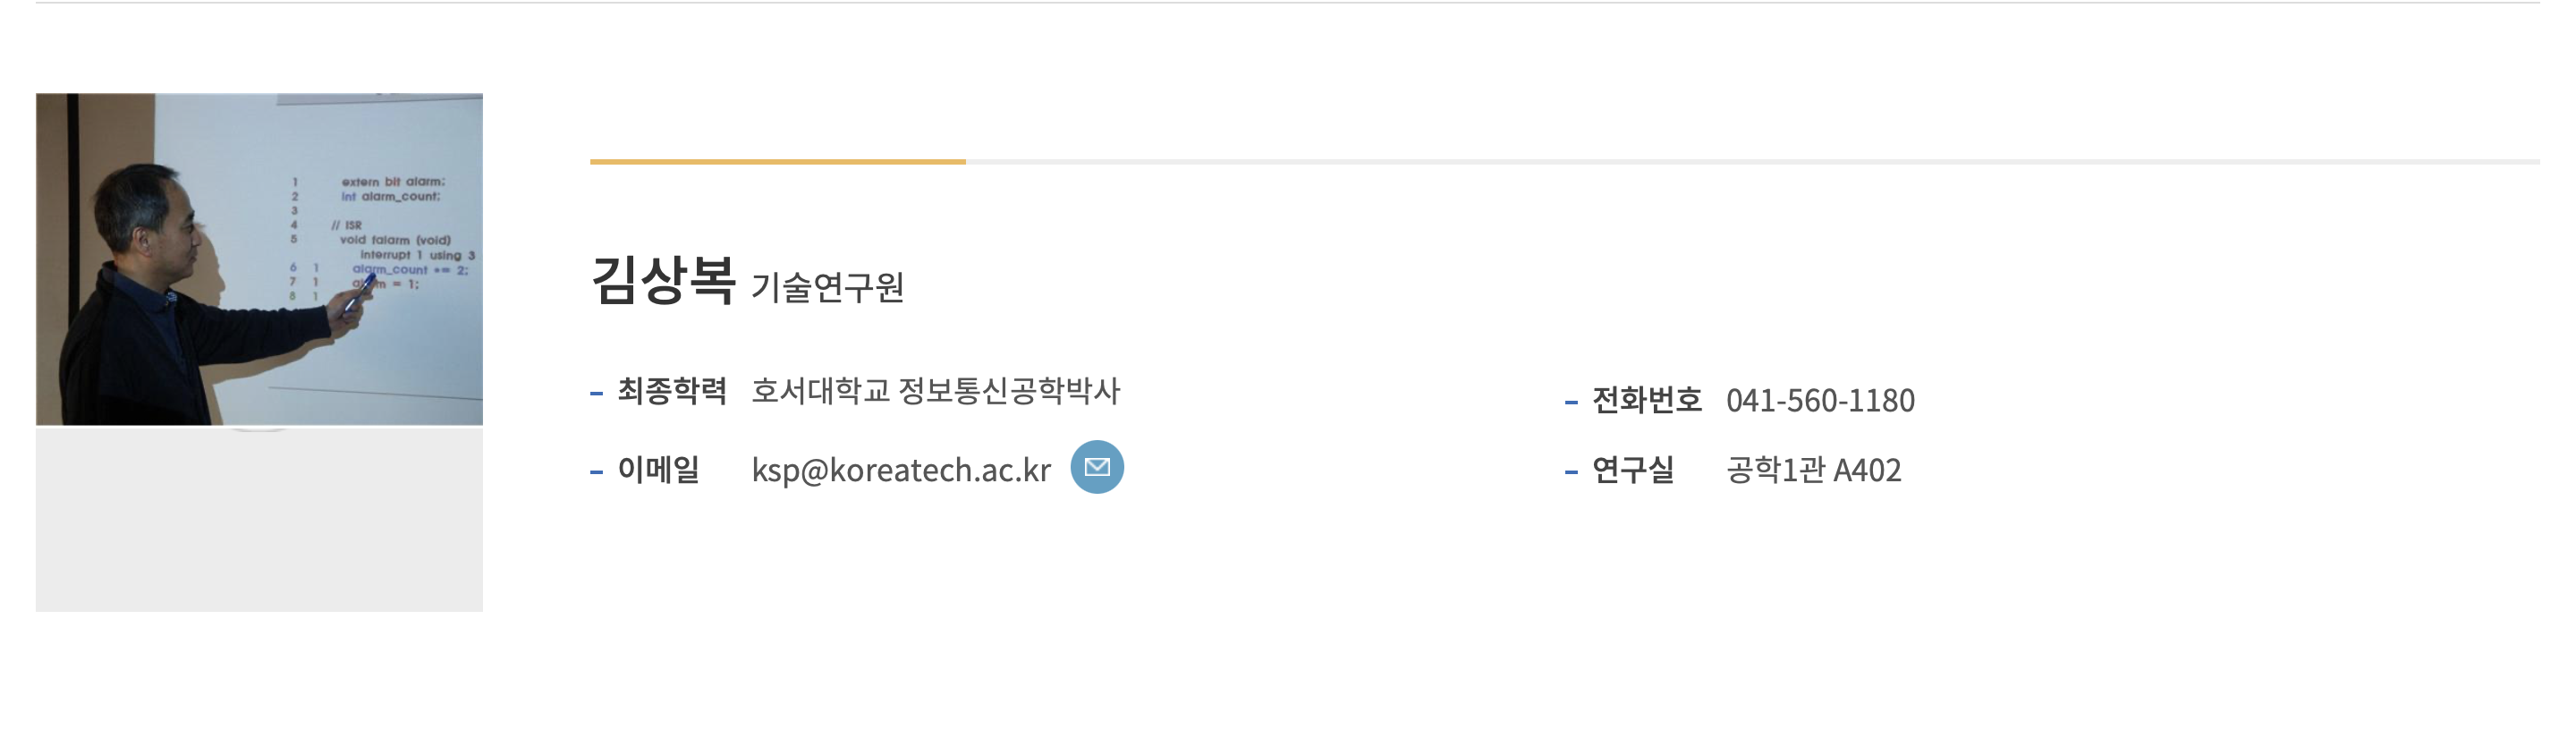 1 extern bit alarm;
2 int alarm_count;
3
4 // ISR
5 void falarm (void)
interrupt 1 using 3
6 1 alarm_count *= 2;
7 1 alarm = 1;
8 1
김상복 기술연구원
최종학력 호서대학교 정보통신공학박사
전화번호 041-560-1180
이메일 ksp@koreatech.ac.kr
연구실 공학1관 A402